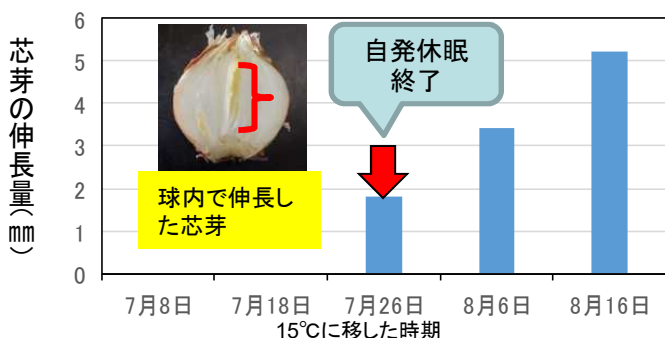 芯芽の伸長量(㎜)
6
5
4
3
2
1
0
自発休眠
終了
球内で伸長し
た芯芽
7月8日
7月18日
7月26日
8月6日
8月16日
15℃に移した時期